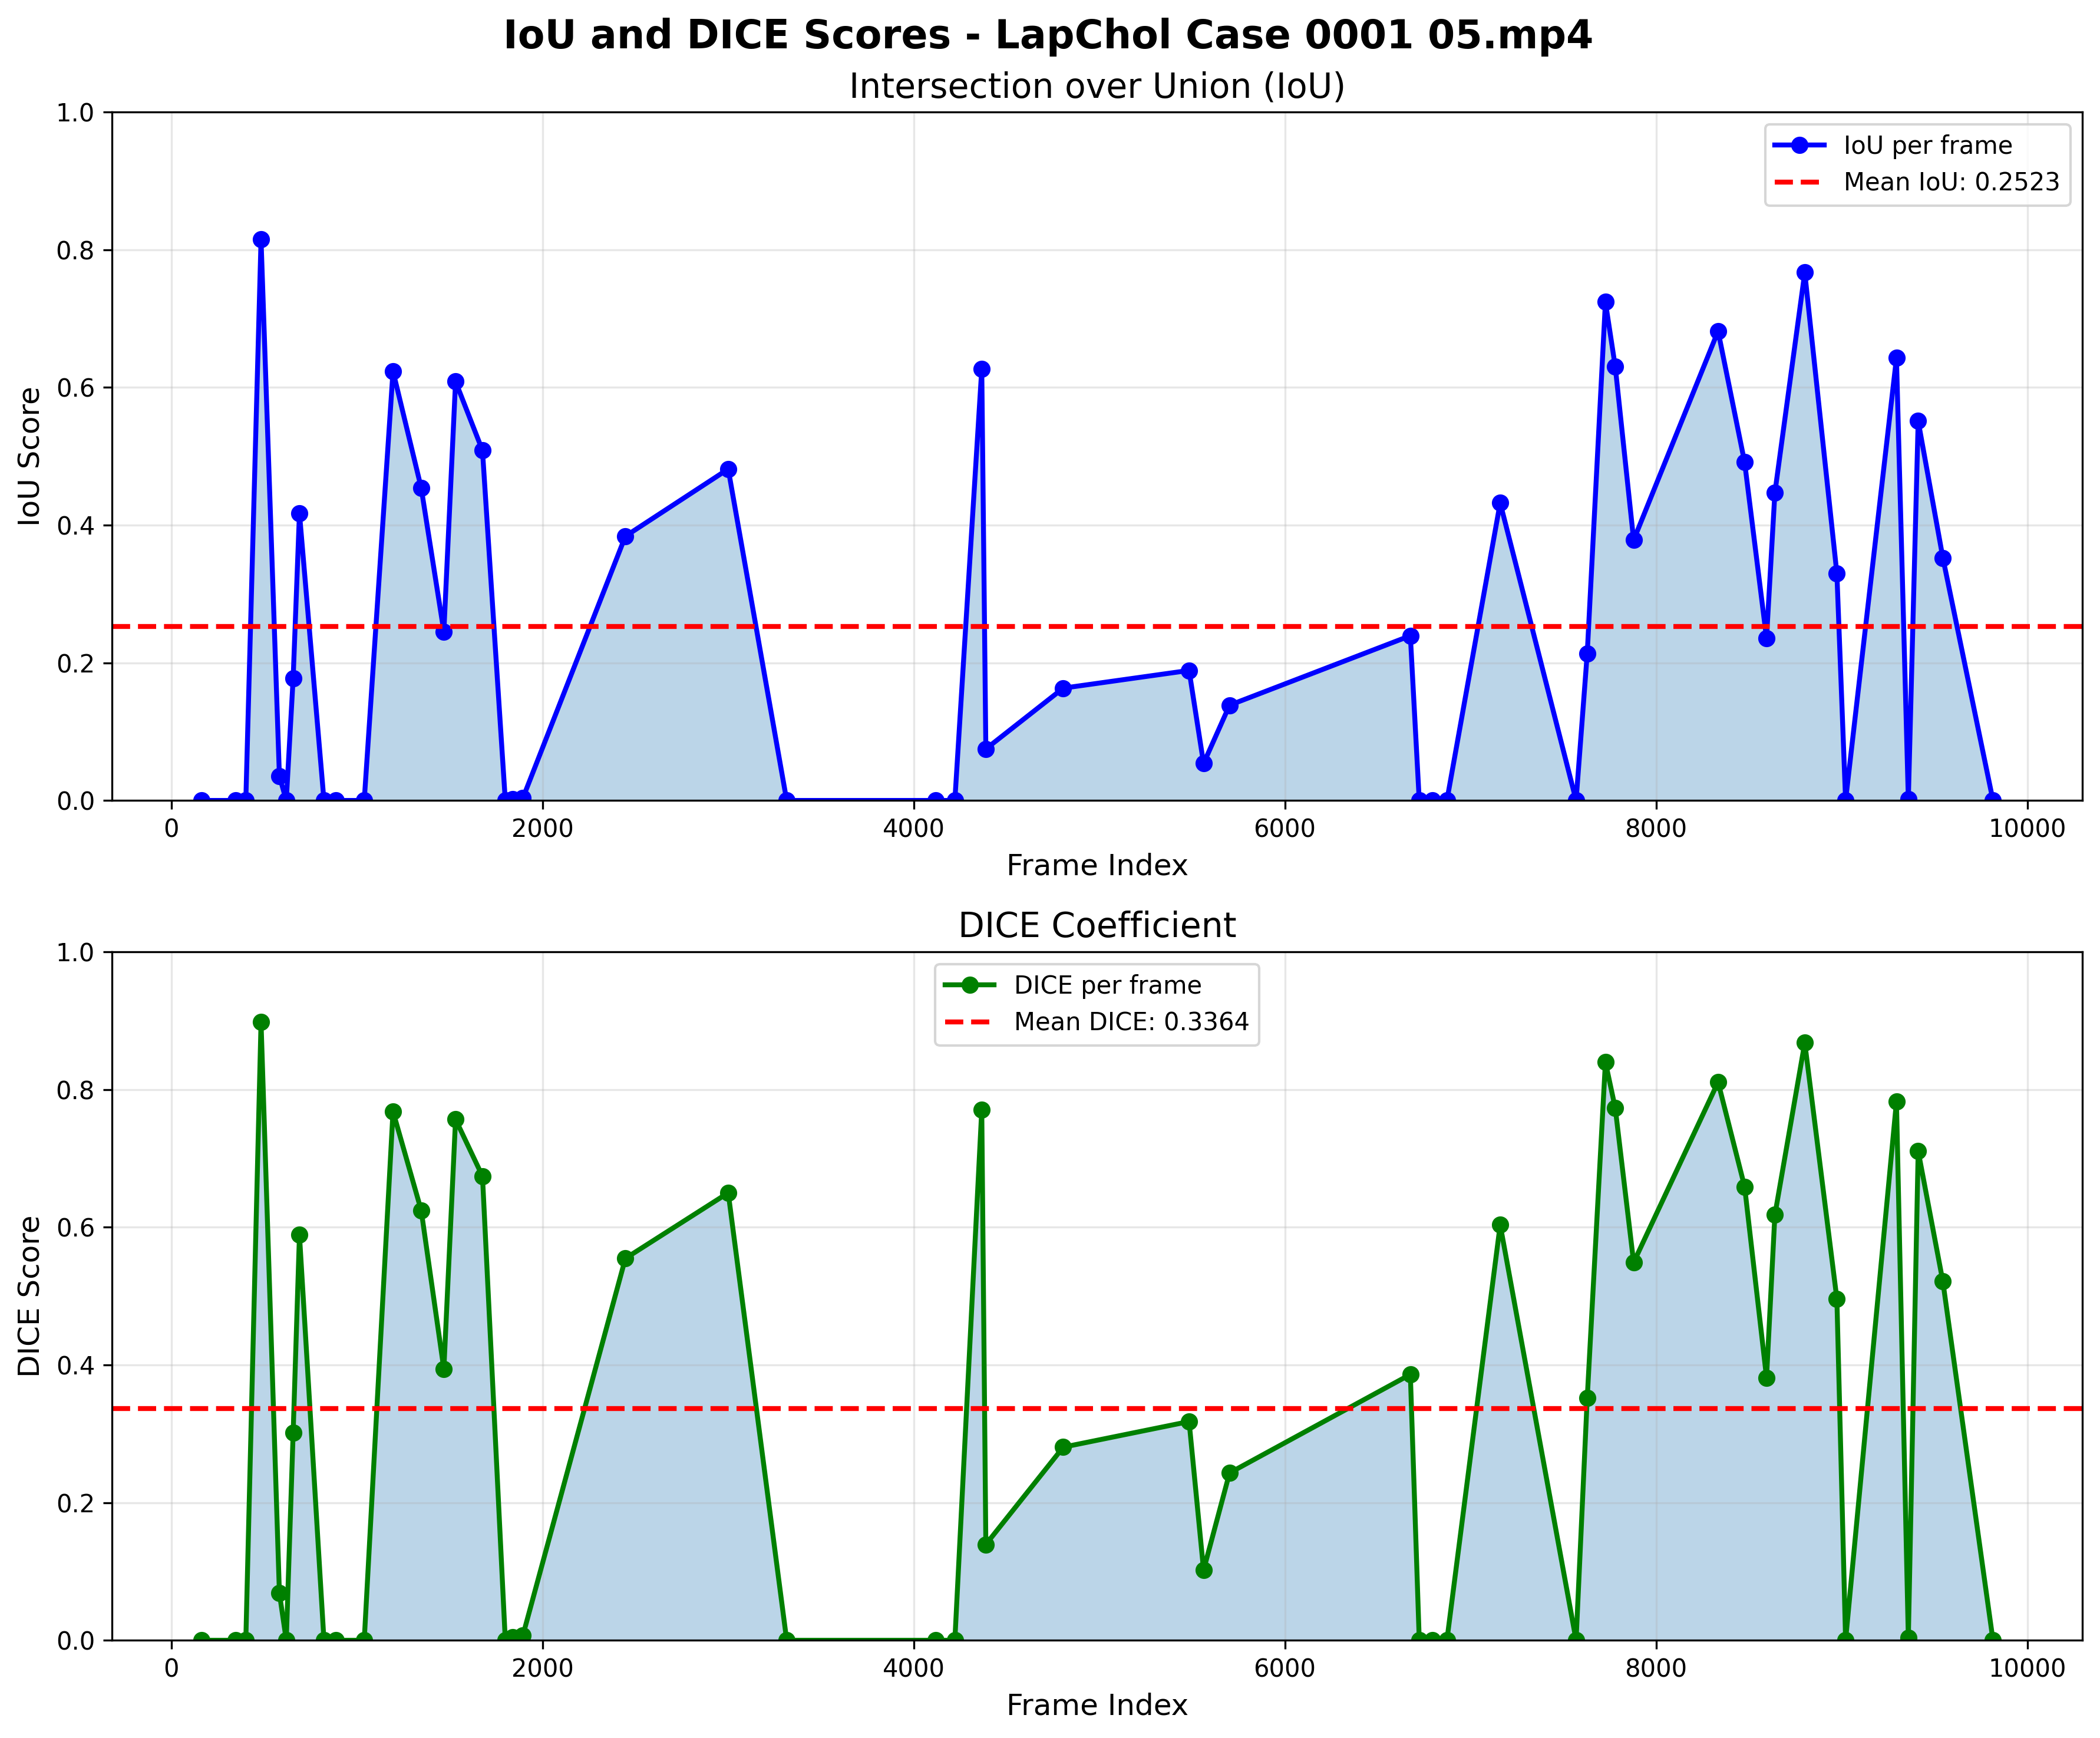 IoU and DICE Scores - LapChol Case 0001 05.mp4
Intersection over Union (IoU)
IoU per frame
Mean IoU: 0.2523
IoU Score
1.0
0.8
0.6
0.4
0.2
0.0
0 2000 4000 6000 8000 10000
Frame Index
DICE Coefficient
DICE per frame
Mean DICE: 0.3364
DICE Score
1.0
0.8
0.6
0.4
0.2
0.0
0 2000 4000 6000 8000 10000
Frame Index